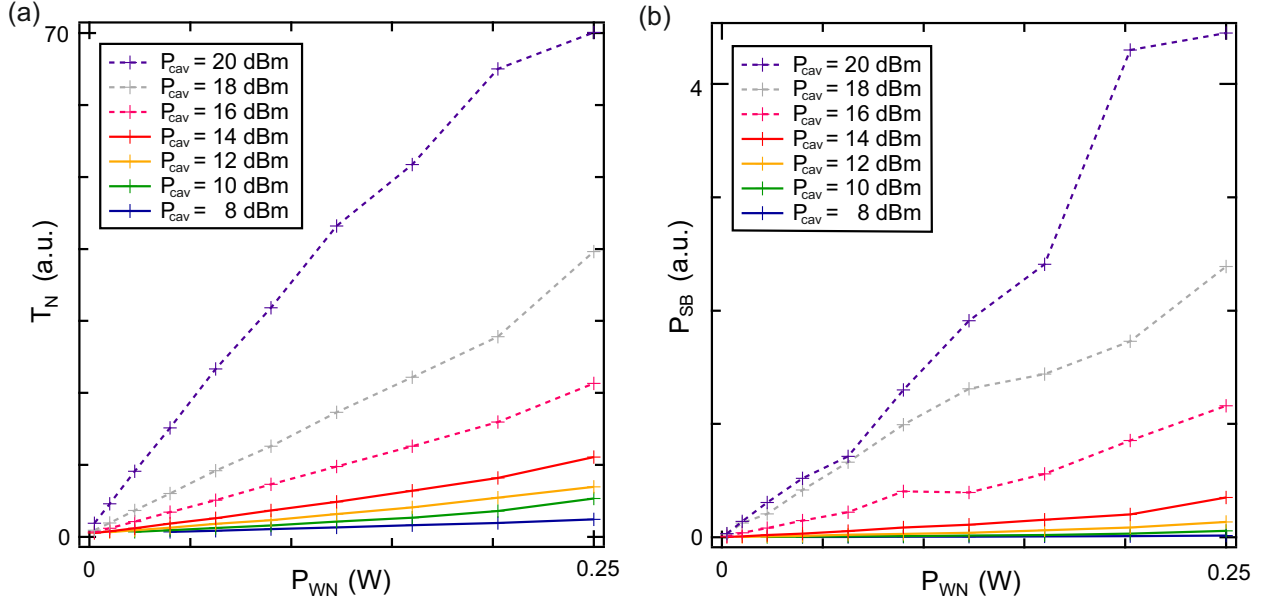 (a)
70
P_cav = 20 dBm
P_cav = 18 dBm
P_cav = 16 dBm
P_cav = 14 dBm
P_cav = 12 dBm
P_cav = 10 dBm
P_cav = 8 dBm
T_N (a.u.)
0
0
P_WN (W)
0.25
(b)
4
P_cav = 20 dBm
P_cav = 18 dBm
P_cav = 16 dBm
P_cav = 14 dBm
P_cav = 12 dBm
P_cav = 10 dBm
P_cav = 8 dBm
P_SB (a.u.)
0
0
P_WN (W)
0.25